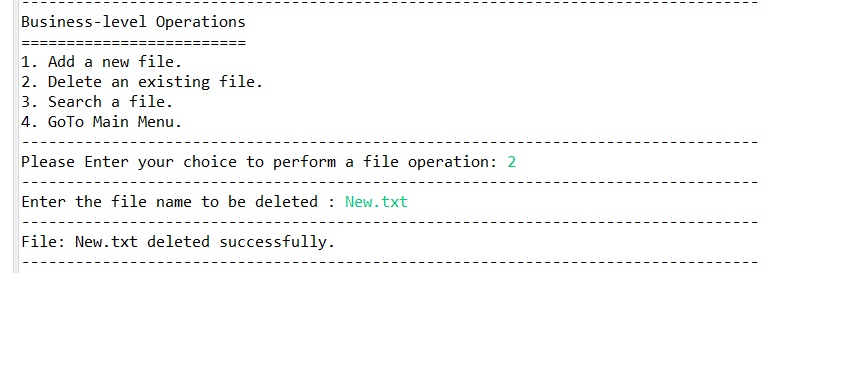 ----------------------------------------------------------------------------------
Business-level Operations
=========================
1. Add a new file.
2. Delete an existing file.
3. Search a file.
4. GoTo Main Menu.
----------------------------------------------------------------------------------
Please Enter your choice to perform a file operation: 2
----------------------------------------------------------------------------------
Enter the file name to be deleted : New.txt
----------------------------------------------------------------------------------
File: New.txt deleted successfully.
----------------------------------------------------------------------------------